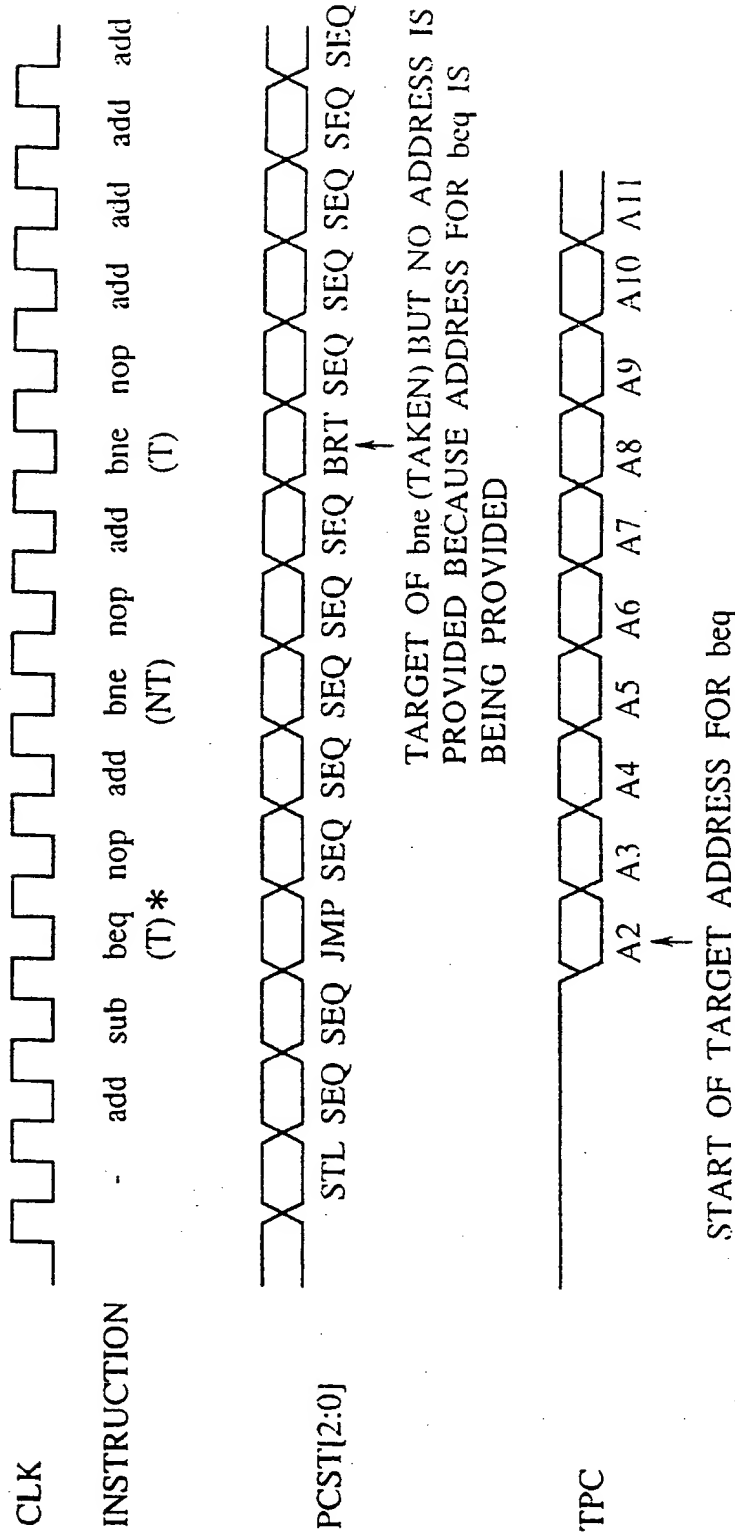 CLK
INSTRUCTION - add sub beq nop add bne nop add bne nop add add add add
(T)* (NT) (T)
PCST[2:0] STL SEQ SEQ JMP SEQ SEQ SEQ SEQ SEQ BRT SEQ SEQ SEQ SEQ SEQ
TARGET OF bne (TAKEN) BUT NO ADDRESS IS
PROVIDED BECAUSE ADDRESS FOR beq IS
BEING PROVIDED
TPC A2 A3 A4 A5 A6 A7 A8 A9 A10 A11
START OF TARGET ADDRESS FOR beq